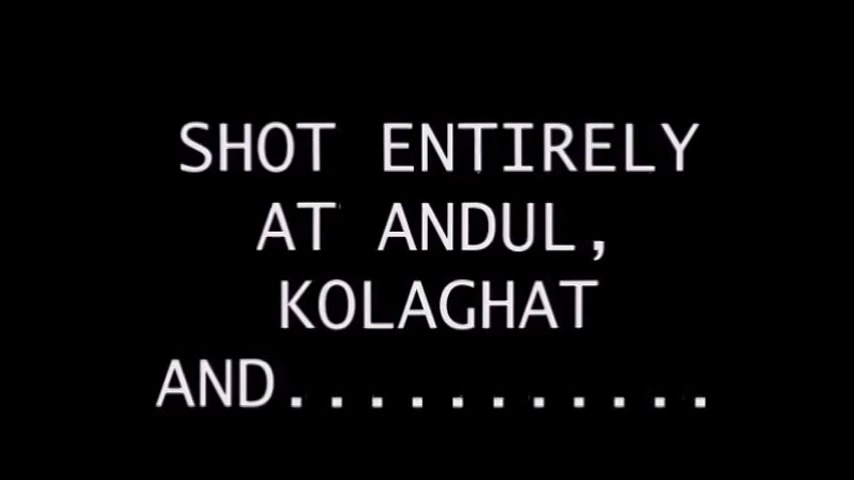 SHOT ENTIRELY
AT ANDUL,
KOLAGHAT
AND...........